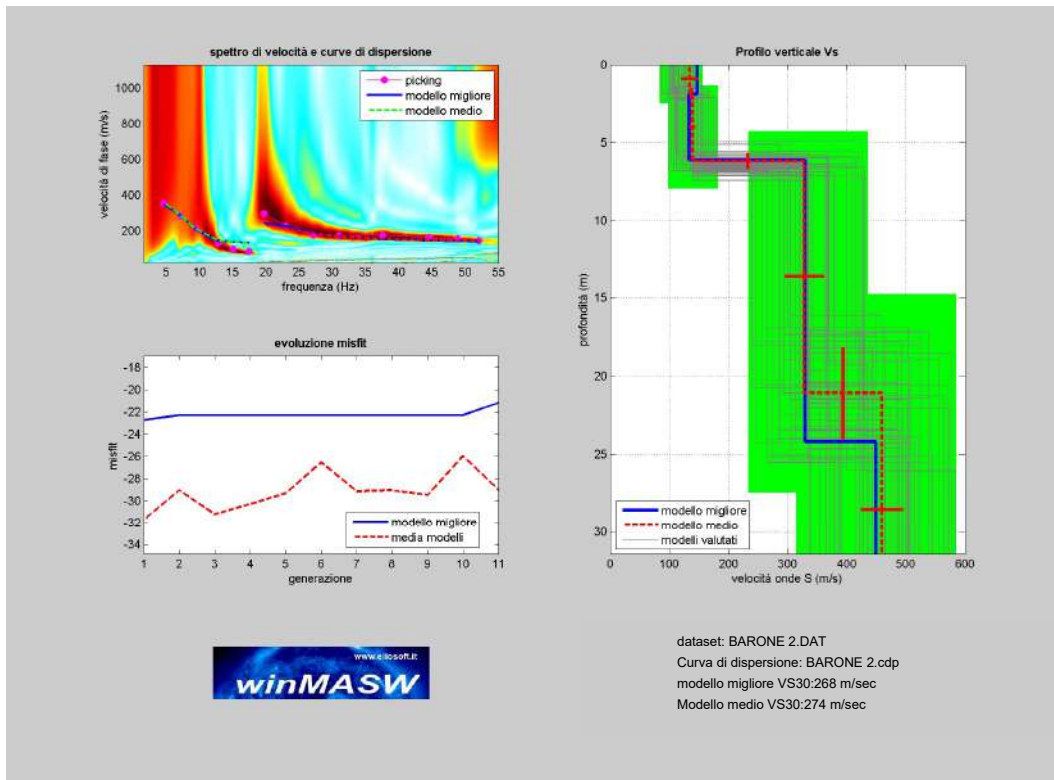 spettro di velocità e curve di dispersione
1000
800
600
400
200
velocità di fase (m/s)
picking
modello migliore
modello medio
5 10 15 20 25 30 35 40 45 50 55
frequenza (Hz)
evoluzione misfit
-18
-20
-22
-24
-26
-28
-30
-32
-34
misfit
modello migliore
media modelli
1 2 3 4 5 6 7 8 9 10 11
generazione
Profilo verticale Vs
0
5
10
15
20
25
30
profondità (m)
modello migliore
modello medio
modelli valutati
0 100 200 300 400 500 600
velocità onde S (m/s)
www.eliosoft.it
winMASW
dataset: BARONE 2.DAT
Curva di dispersione: BARONE 2.cdp
modello migliore VS30:268 m/sec
Modello medio VS30:274 m/sec